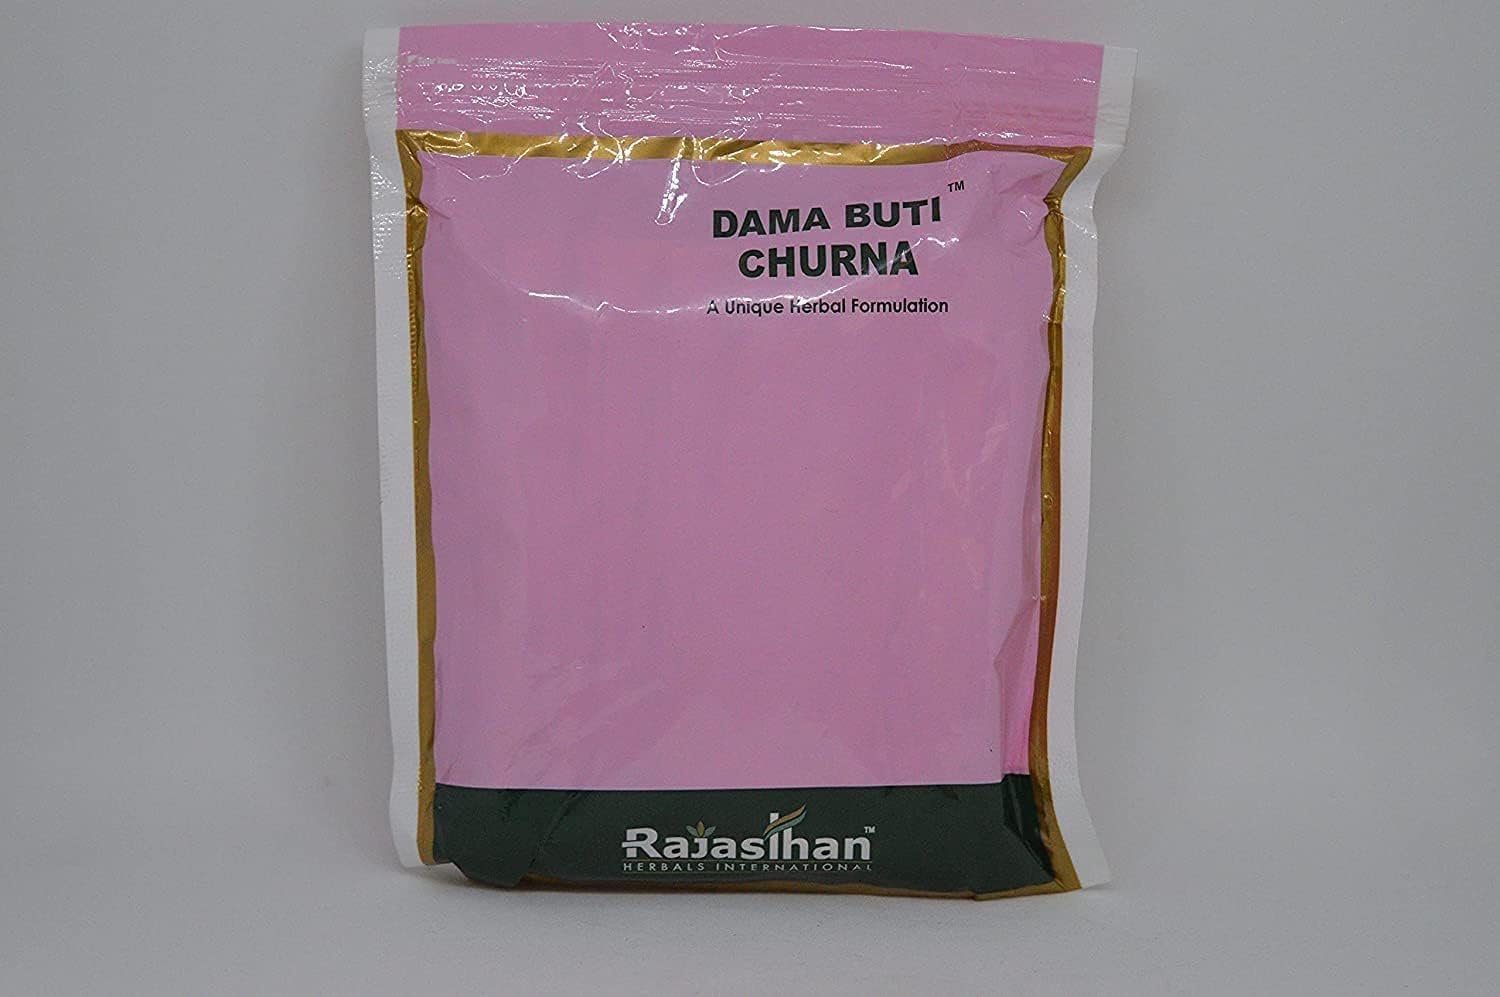 DAMA BUTI™
CHURNA
A Unique Herbal Formulation
Rajasthan™
HERBALS INTERNATIONAL